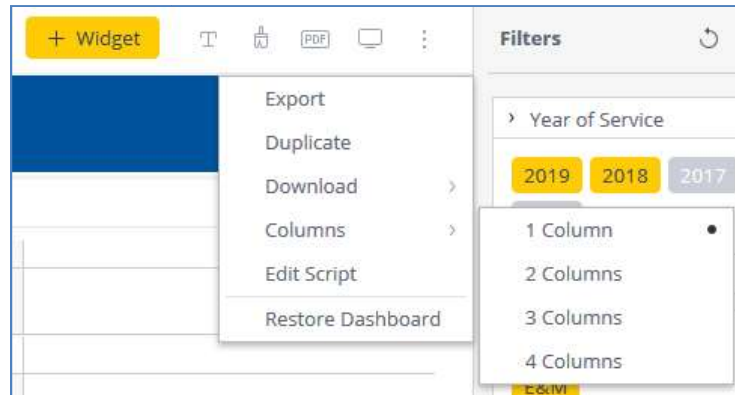 + Widget
PDF
Filters
Export
Duplicate
Download
Columns
Edit Script
Restore Dashboard
Year of Service
2019 2018 2017
1 Column
2 Columns
3 Columns
4 Columns
E&M